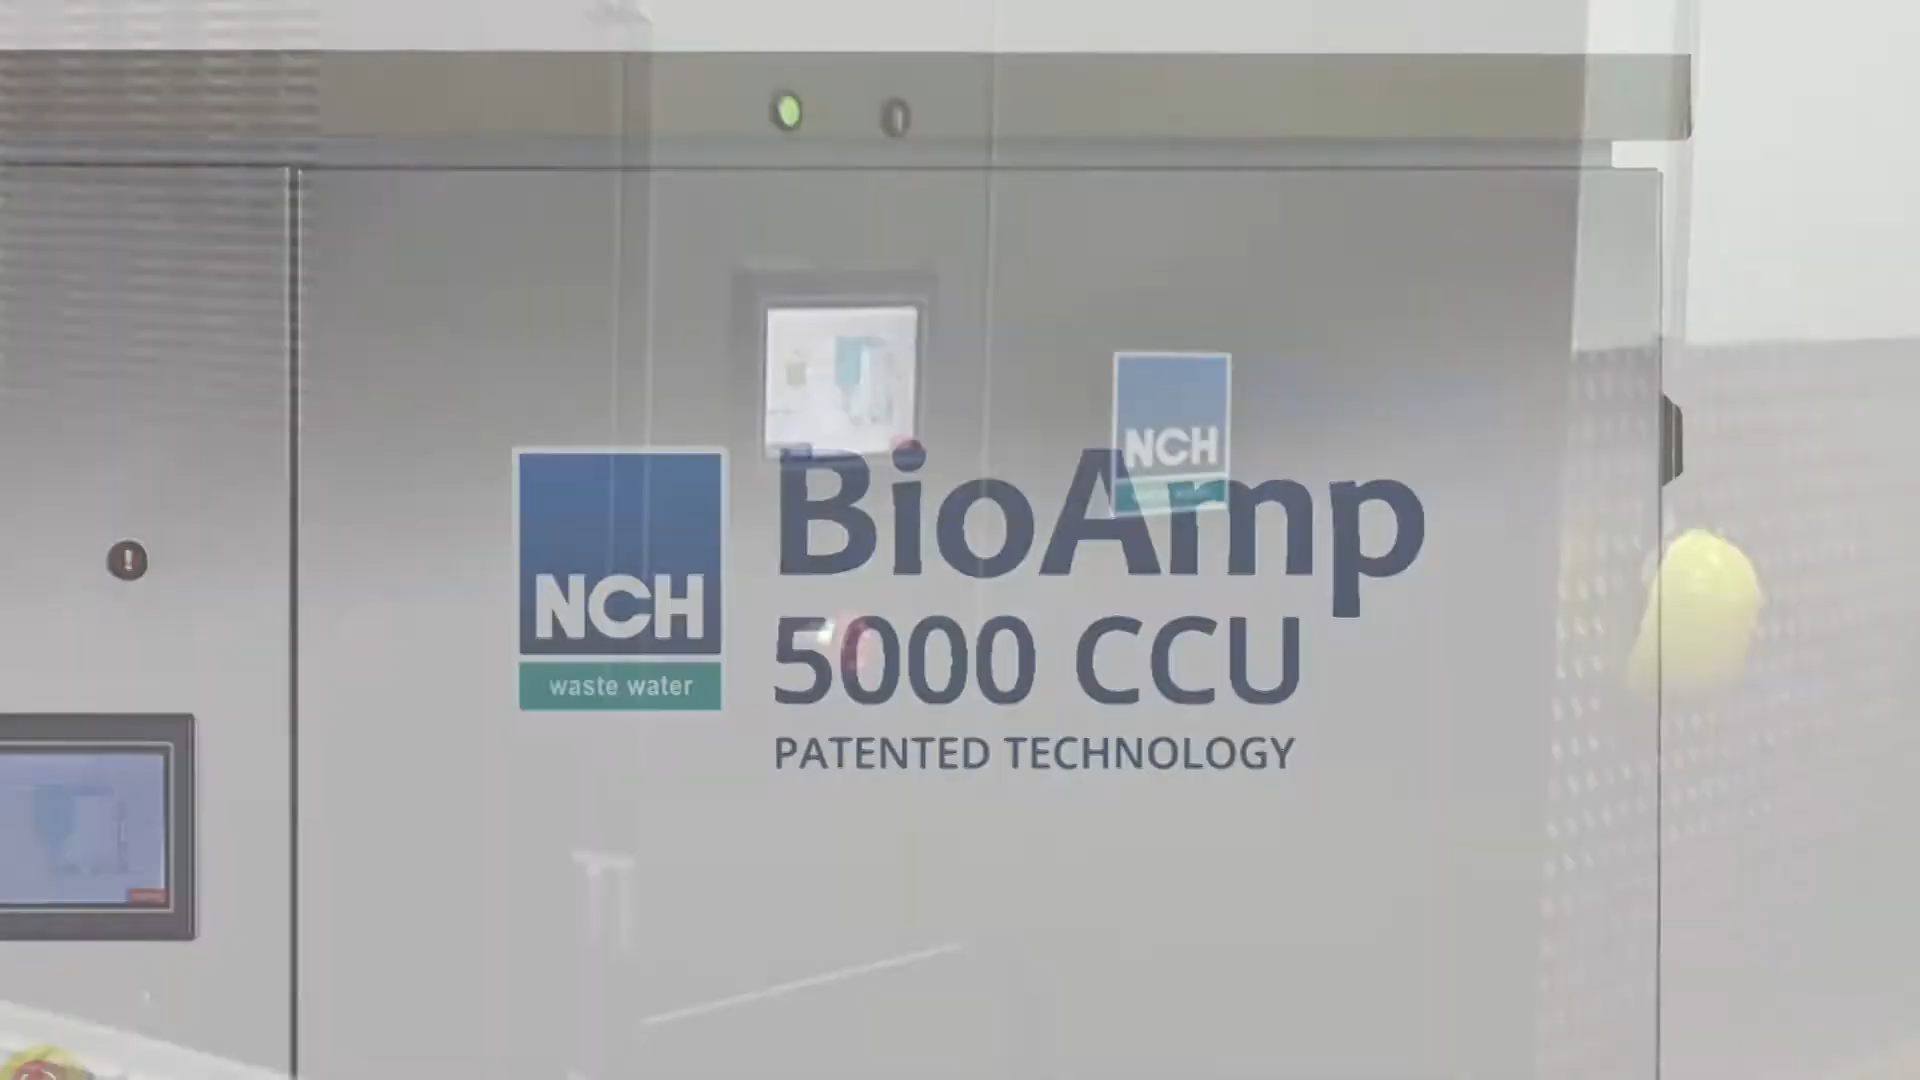 NCH
BioAmp
NCH
5000 CCU
waste water
PATENTED TECHNOLOGY